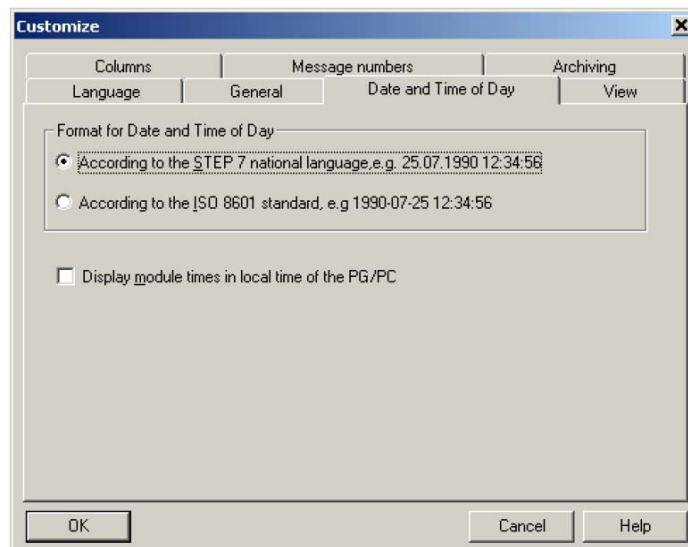 Customize
Columns Message numbers Archiving
Language General Date and Time of Day View
Format for Date and Time of Day
According to the STEP 7 national language,e.g. 25.07.1990 12:34:56
According to the ISO 8601 standard, e.g 1990-07-25 12:34:56
Display module times in local time of the PG/PC
OK Cancel Help